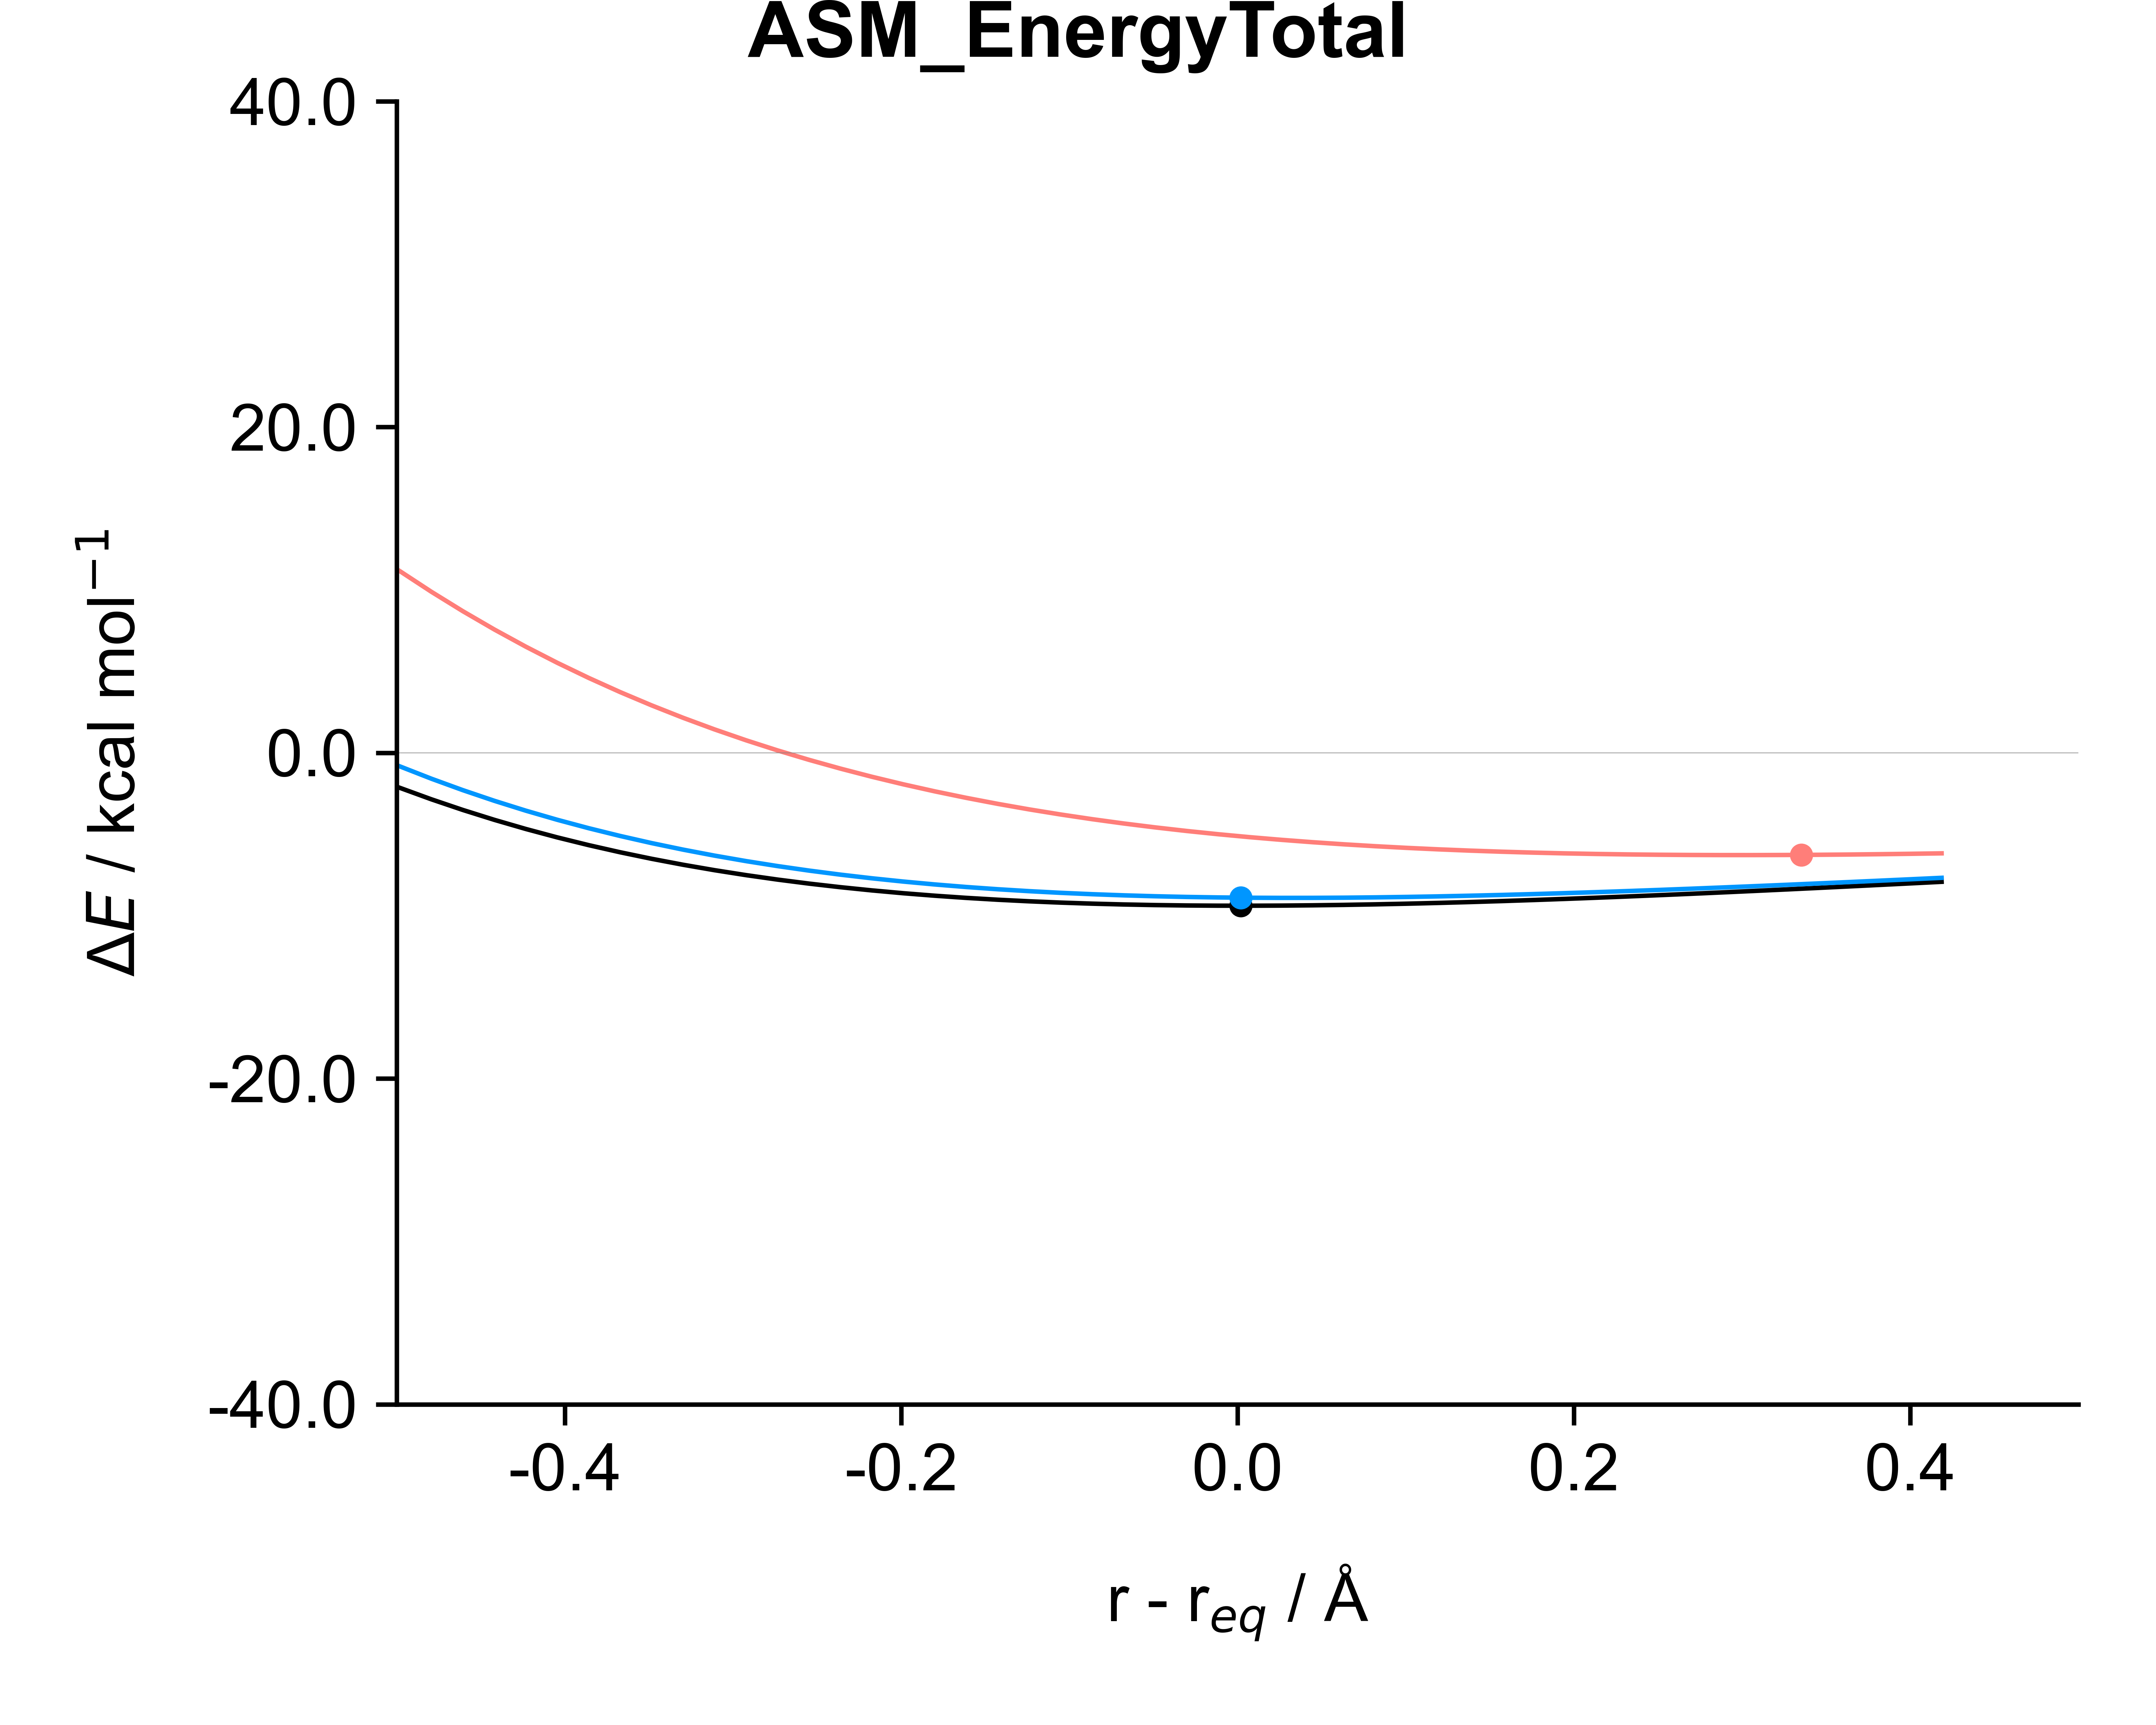 ASM_EnergyTotal
40.0
20.0
0.0
-20.0
-40.0
ΔE / kcal mol⁻¹
-0.4 -0.2 0.0 0.2 0.4
r - r_eq / Å